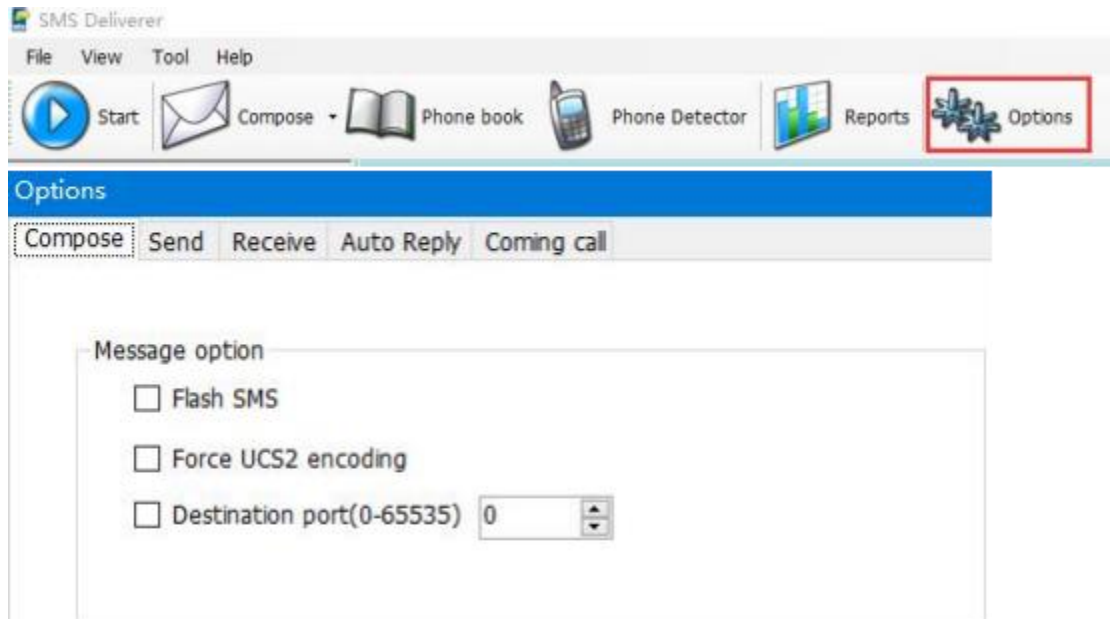 SMS Deliverer
File View Tool Help
Start Compose Phone book Phone Detector Reports Options
Options
Compose Send Receive Auto Reply Coming call
Message option
Flash SMS
Force UCS2 encoding
Destination port(0-65535) 0